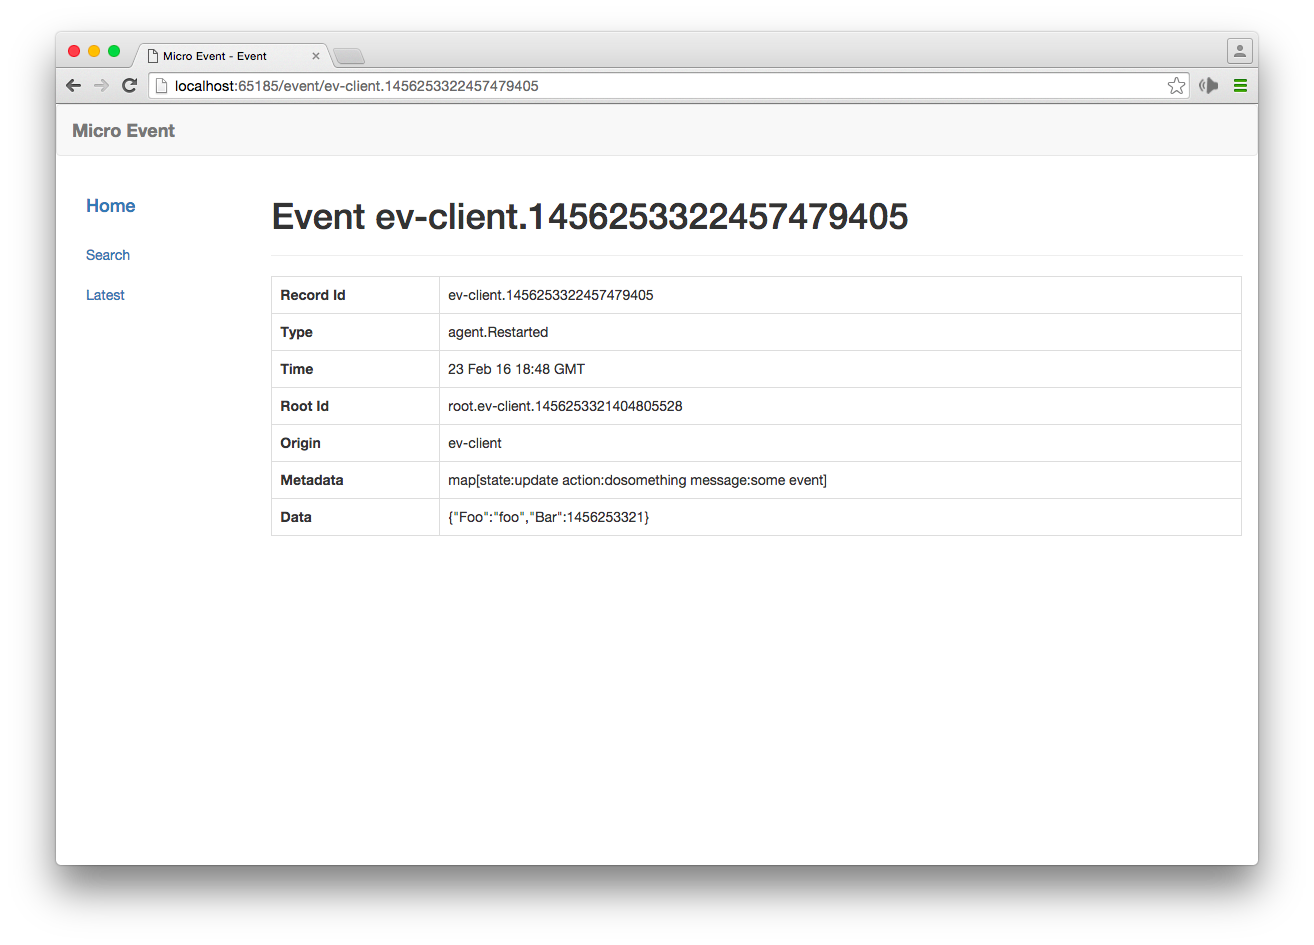 Micro Event - Event
localhost:65185/event/ev-client.1456253322457479405
Micro Event
Home
Search
Latest
Event ev-client.1456253322457479405
Record Id ev-client.1456253322457479405
Type agent.Restarted
Time 23 Feb 16 18:48 GMT
Root Id root.ev-client.1456253321404805528
Origin ev-client
Metadata map[state:update action:dosomething message:some event]
Data {"Foo":"foo","Bar":1456253321}